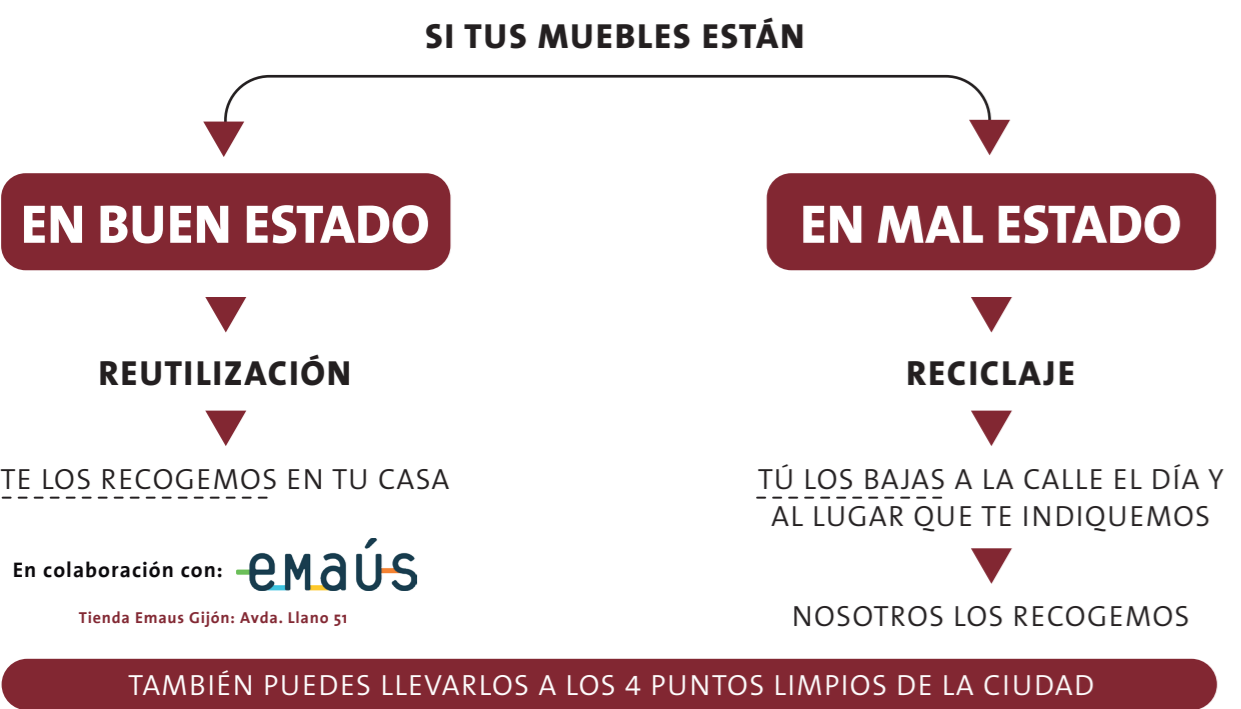 SI TUS MUEBLES ESTÁN
EN BUEN ESTADO
REUTILIZACIÓN
TE LOS RECOGEMOS EN TU CASA
En colaboración con: emaús
Tienda Emaus Gijón: Avda. Llano 51
EN MAL ESTADO
RECICLAJE
TÚ LOS BAJAS A LA CALLE EL DÍA Y
AL LUGAR QUE TE INDIQUEMOS
NOSOTROS LOS RECOGEMOS
TAMBIÉN PUEDES LLEVARLOS A LOS 4 PUNTOS LIMPIOS DE LA CIUDAD